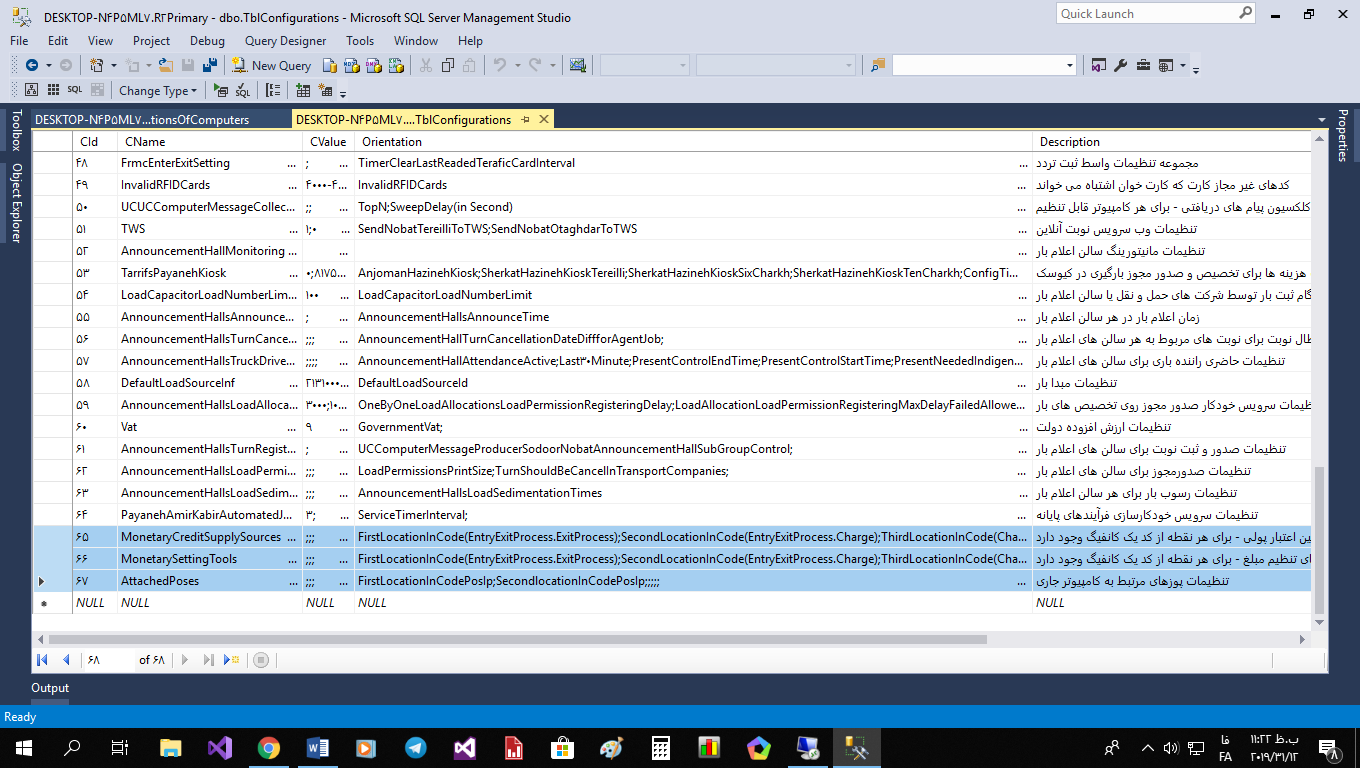 DESKTOP-N۴P۵ML۷.R۲Primary - dbo.TblConfigurations - Microsoft SQL Server Management Studio
Quick Launch
File Edit View Project Debug Query Designer Tools Window Help
New Query
SQL Change Type
Toolbox
Object Explorer
Properties
DESKTOP-N۴P۵ML۷...tionsOfComputers DESKTOP-N۴P۵ML۷....TblConfigurations
CId CName CValue Orientation Description
۴۸ FrmcEnterExitSetting ... ; ... TimerClearLastReadedTeraficCardInterval ... مجموعه تنظیمات واسط ثبت تردد
۴۹ InvalidRFIDCards ... ۴۰۰۰-۴... InvalidRFIDCards ... کدهای غیر مجاز کارت که کارت خوان اشتباه می خواند
۵۰ UCUCComputerMessageCollec... ;; ... TopN;SweepDelay(in Second) ... کلکسیون پیام های دریافتی - برای هر کامپیوتر قابل تنظیم
۵۱ TWS ... ۱;۰ ... SendNobatTereilliToTWS;SendNobatOtaghdarToTWS ... تنظیمات وب سرویس نوبت آنلاین
۵۲ AnnouncementHallMonitoring ... ... ... تنظیمات مانیتورینگ سالن اعلام بار
۵۳ TarrifsPayanehKiosk ... ۰;۸۱۷۵... AnjomanHazinehKiosk;SherkatHazinehKioskTereilli;SherkatHazinehKioskSixCharkh;SherkatHazinehKioskTenCharkh;ConfigTi... هزینه ها برای تخصیص و صدور مجوز بارگیری در کیوسک
۵۴ LoadCapacitorLoadNumberLim... ۱۰۰ ... LoadCapacitorLoadNumberLimit ... گام ثبت بار توسط شرکت های حمل و نقل یا سالن اعلام بار
۵۵ AnnouncementHallsAnnounce... ; ... AnnouncementHallsAnnounceTime ... زمان اعلام بار در هر سالن اعلام بار
۵۶ AnnouncementHallsTurnCance... ;;; ... AnnouncementHallTurnCancellationDateDiffforAgentJob; ... طال نوبت برای نوبت های مربوط به هر سالن های اعلام بار
۵۷ AnnouncementHallsTruckDrive... ;;;; ... AnnouncementHallAttendanceActive;Last۳۰Minute;PresentControlEndTime;PresentControlStartTime;PresentNeededIndigen... تنظیمات حاضری راننده باری برای سالن های اعلام بار
۵۸ DefaultLoadSourceInf ... ۲۱۳۱۰۰۰... DefaultLoadSourceId ... تنظیمات مبدا بار
۵۹ AnnouncementHallsLoadAlloca... ۳۰۰۰;۱۰... OneByOneLoadAllocationsLoadPermissionRegisteringDelay;LoadAllocationLoadPermissionRegisteringMaxDelayFailedAllowe... ظیمات سرویس خودکار صدور مجوز روی تخصیص های بار
۶۰ Vat ... ۹ ... GovernmentVat; ... تنظیمات ارزش افزوده دولت
۶۱ AnnouncementHallsTurnRegist... ; ... UCComputerMessageProducerSodoorNobatAnnouncementHallSubGroupControl; ... تنظیمات صدور و ثبت نوبت برای سالن های اعلام بار
۶۲ AnnouncementHallsLoadPermi... ;;; ... LoadPermissionsPrintSize;TurnShouldBeCancelInTransportCompanies; ... تنظیمات صدورمجوز برای سالن های اعلام بار
۶۳ AnnouncementHallsLoadSedim... ;;; ... AnnouncementHallsLoadSedimentationTimes ... تنظیمات رسوب بار برای هر سالن اعلام بار
۶۴ PayanehAmirKabirAutomatedJ... ۳; ... ServiceTimerInterval; ... تنظیمات سرویس خودکارسازی فرآیندهای پایانه
۶۵ MonetaryCreditSupplySources ... ;;; ... FirstLocationInCode(EntryExitProcess.ExitProcess);SecondLocationInCode(EntryExitProcess.Charge);ThirdLocationInCode(Cha... ین اعتبار پولی - برای هر نقطه از کد یک کانفیگ وجود دارد
۶۶ MonetarySettingTools ... ;;; ... FirstLocationInCode(EntryExitProcess.ExitProcess);SecondLocationInCode(EntryExitProcess.Charge);ThirdLocationInCode(Cha... ای تنظیم مبلغ - برای هر نقطه از کد یک کانفیگ وجود دارد
۶۷ AttachedPoses ... ;;; ... FirstLocationInCodePosIp;SecondlocationInCodePosIp;;;;; ... تنظیمات پوزهای مرتبط به کامپیوتر جاری
NULL NULL NULL NULL NULL
۶۸ of ۶۸
Output
Ready
فا ب.ظ ۱۱:۲۲
FA ۲۰۱۹/۳۱/۱۲
۸